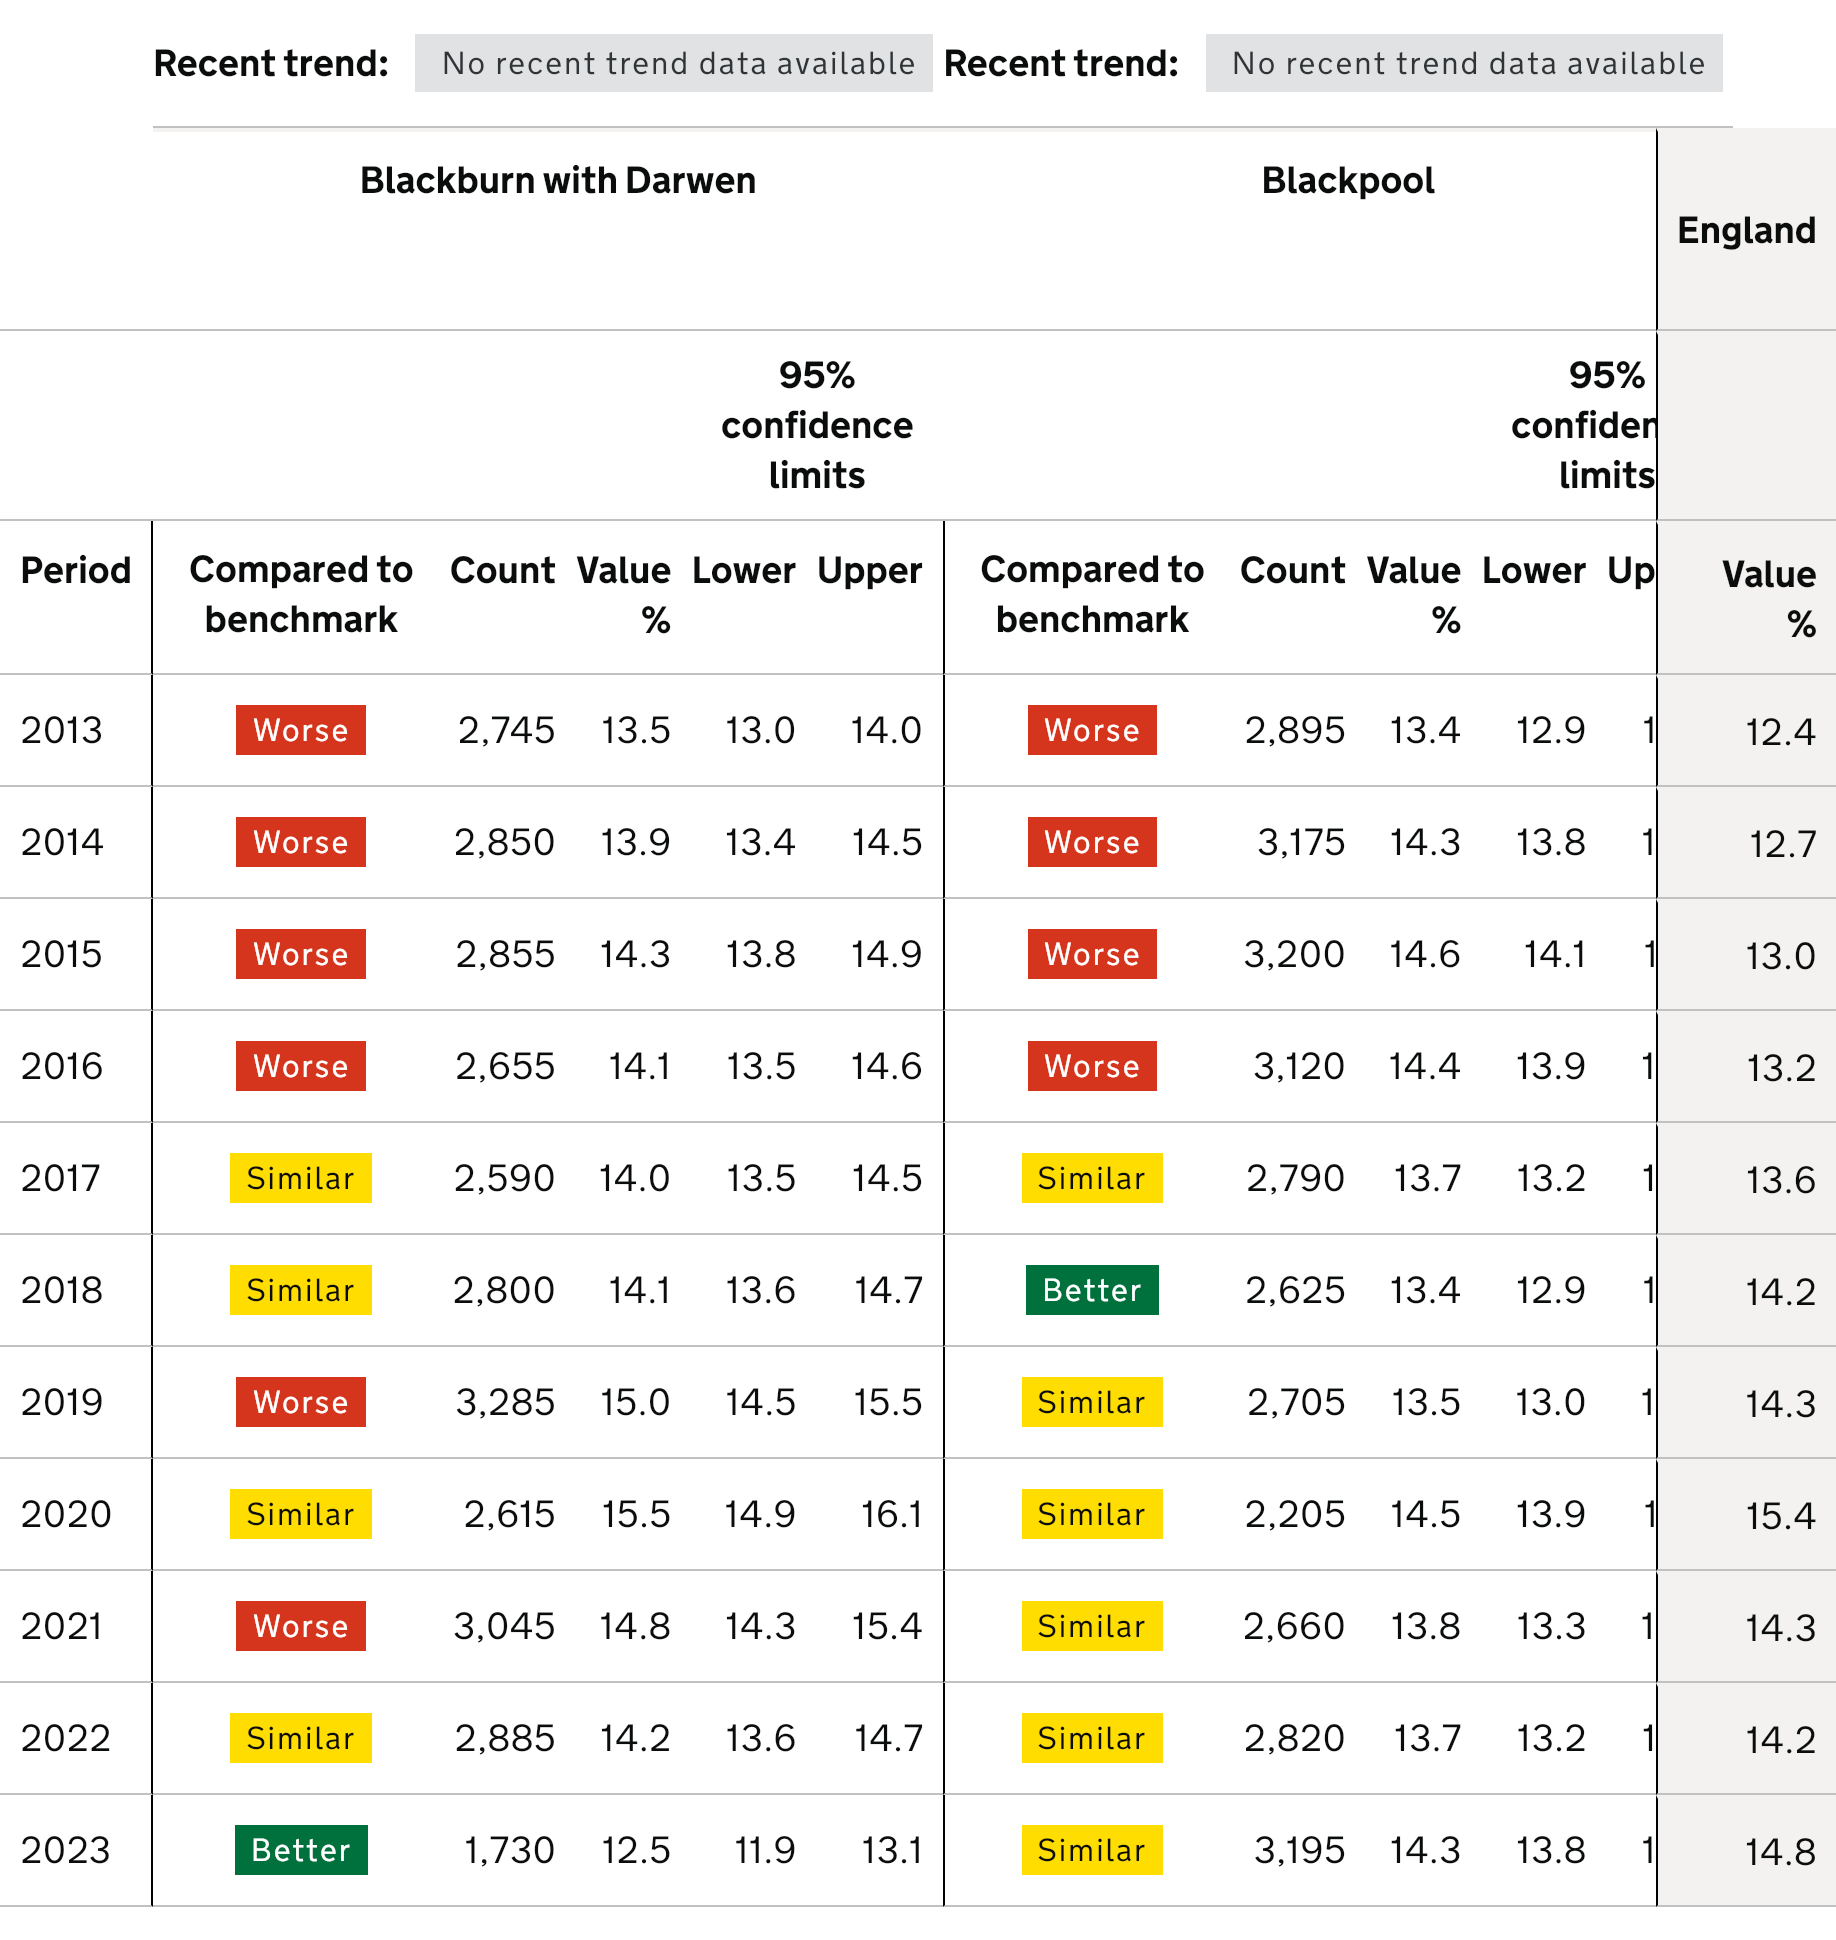 Recent trend: No recent trend data available Recent trend: No recent trend data available
Blackburn with Darwen Blackpool
England
95% 95%
confidence confiden
limits limits
Period Compared to Count Value Lower Upper Compared to Count Value Lower Up Value
benchmark % benchmark % %
2013 Worse 2,745 13.5 13.0 14.0 Worse 2,895 13.4 12.9 1 12.4
2014 Worse 2,850 13.9 13.4 14.5 Worse 3,175 14.3 13.8 1 12.7
2015 Worse 2,855 14.3 13.8 14.9 Worse 3,200 14.6 14.1 1 13.0
2016 Worse 2,655 14.1 13.5 14.6 Worse 3,120 14.4 13.9 1 13.2
2017 Similar 2,590 14.0 13.5 14.5 Similar 2,790 13.7 13.2 1 13.6
2018 Similar 2,800 14.1 13.6 14.7 Better 2,625 13.4 12.9 1 14.2
2019 Worse 3,285 15.0 14.5 15.5 Similar 2,705 13.5 13.0 1 14.3
2020 Similar 2,615 15.5 14.9 16.1 Similar 2,205 14.5 13.9 1 15.4
2021 Worse 3,045 14.8 14.3 15.4 Similar 2,660 13.8 13.3 1 14.3
2022 Similar 2,885 14.2 13.6 14.7 Similar 2,820 13.7 13.2 1 14.2
2023 Better 1,730 12.5 11.9 13.1 Similar 3,195 14.3 13.8 1 14.8